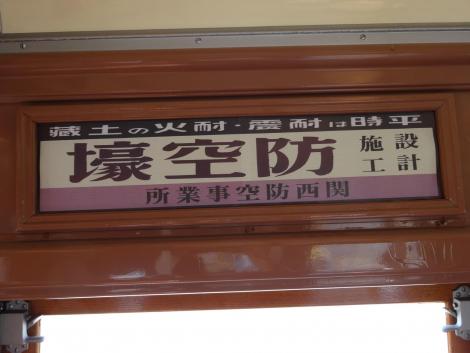 平時は耐震・耐火の土藏
防空壕
設計
施工
関西防空事業所